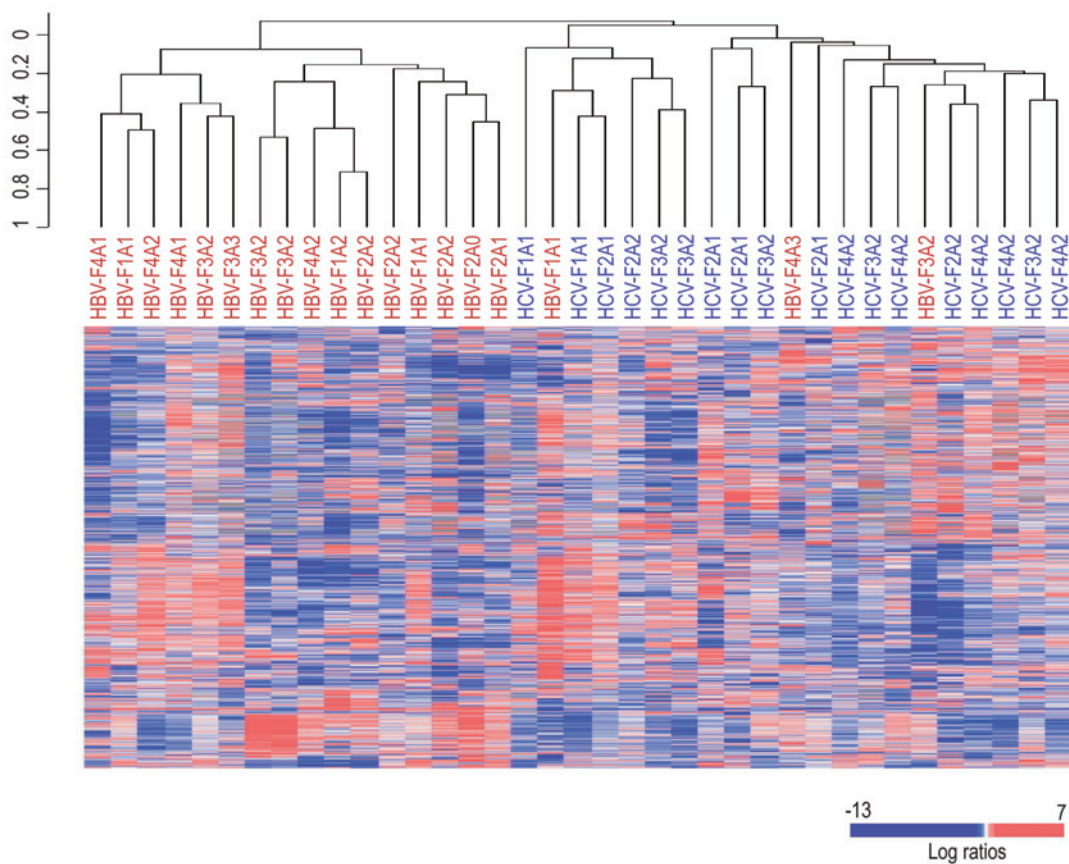 0
0.2
0.4
0.6
0.8
1
HBV-F4A1
HBV-F1A1
HBV-F4A2
HBV-F4A1
HBV-F3A2
HBV-F3A3
HBV-F3A2
HBV-F3A2
HBV-F4A2
HBV-F1A2
HBV-F2A2
HBV-F2A2
HBV-F1A1
HBV-F2A2
HBV-F2A0
HBV-F2A1
HCV-F1A1
HBV-F1A1
HCV-F1A1
HCV-F2A1
HCV-F2A2
HCV-F3A2
HCV-F3A2
HCV-F2A1
HCV-F2A1
HCV-F3A2
HBV-F4A3
HCV-F2A1
HCV-F4A2
HCV-F3A2
HCV-F4A2
HBV-F3A2
HCV-F2A2
HCV-F4A2
HCV-F4A2
HCV-F3A2
HCV-F4A2
-13 7
Log ratios